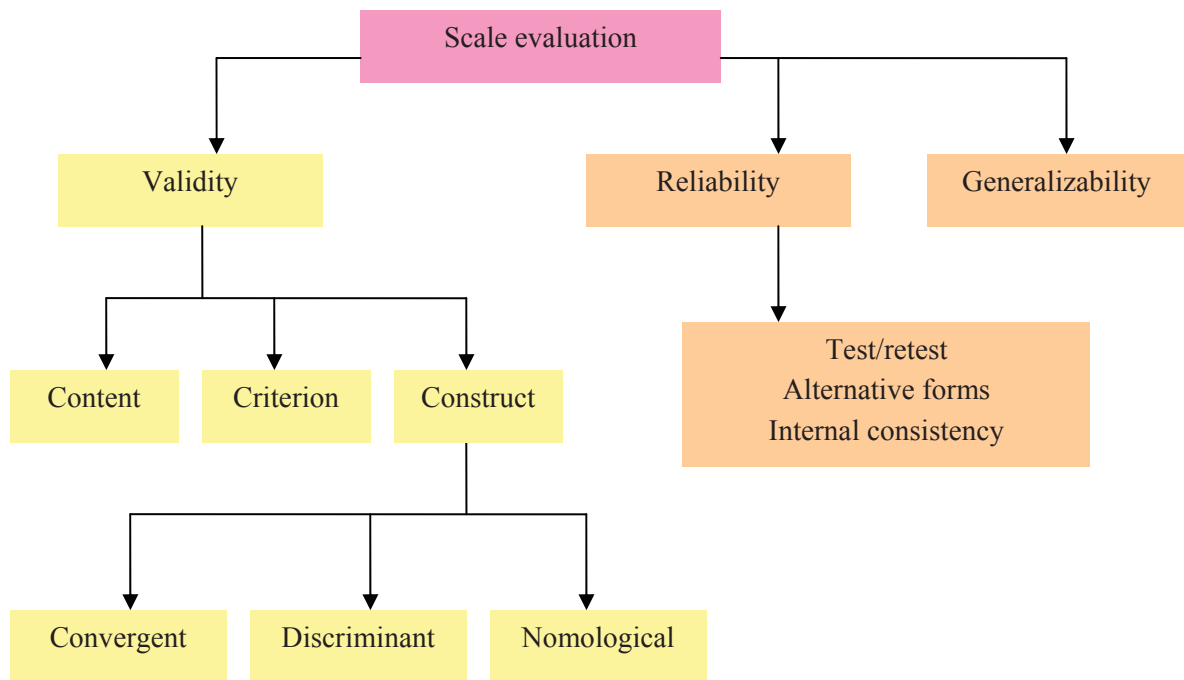 Scale evaluation
Validity
Reliability
Generalizability
Content
Criterion
Construct
Test/retest
Alternative forms
Internal consistency
Convergent
Discriminant
Nomological